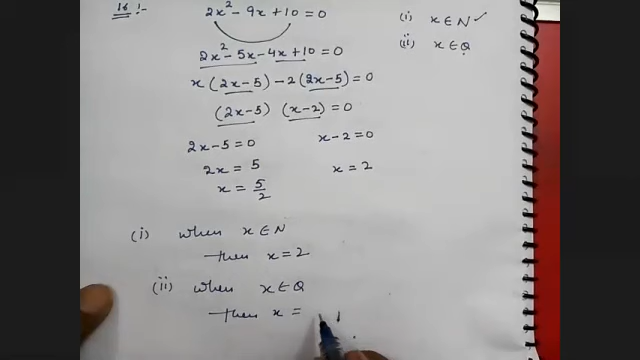 16 :-
2x² - 9x + 10 = 0
(i) x ∈ N ✓
(ii) x ∈ Q
2x² - 5x - 4x + 10 = 0
x (2x - 5) - 2 (2x - 5) = 0
(2x - 5) (x - 2) = 0
2x - 5 = 0
2x = 5
x = 5/2
x - 2 = 0
x = 2
(i) when x ∈ N
then x = 2
(ii) when x ∈ Q
then x =